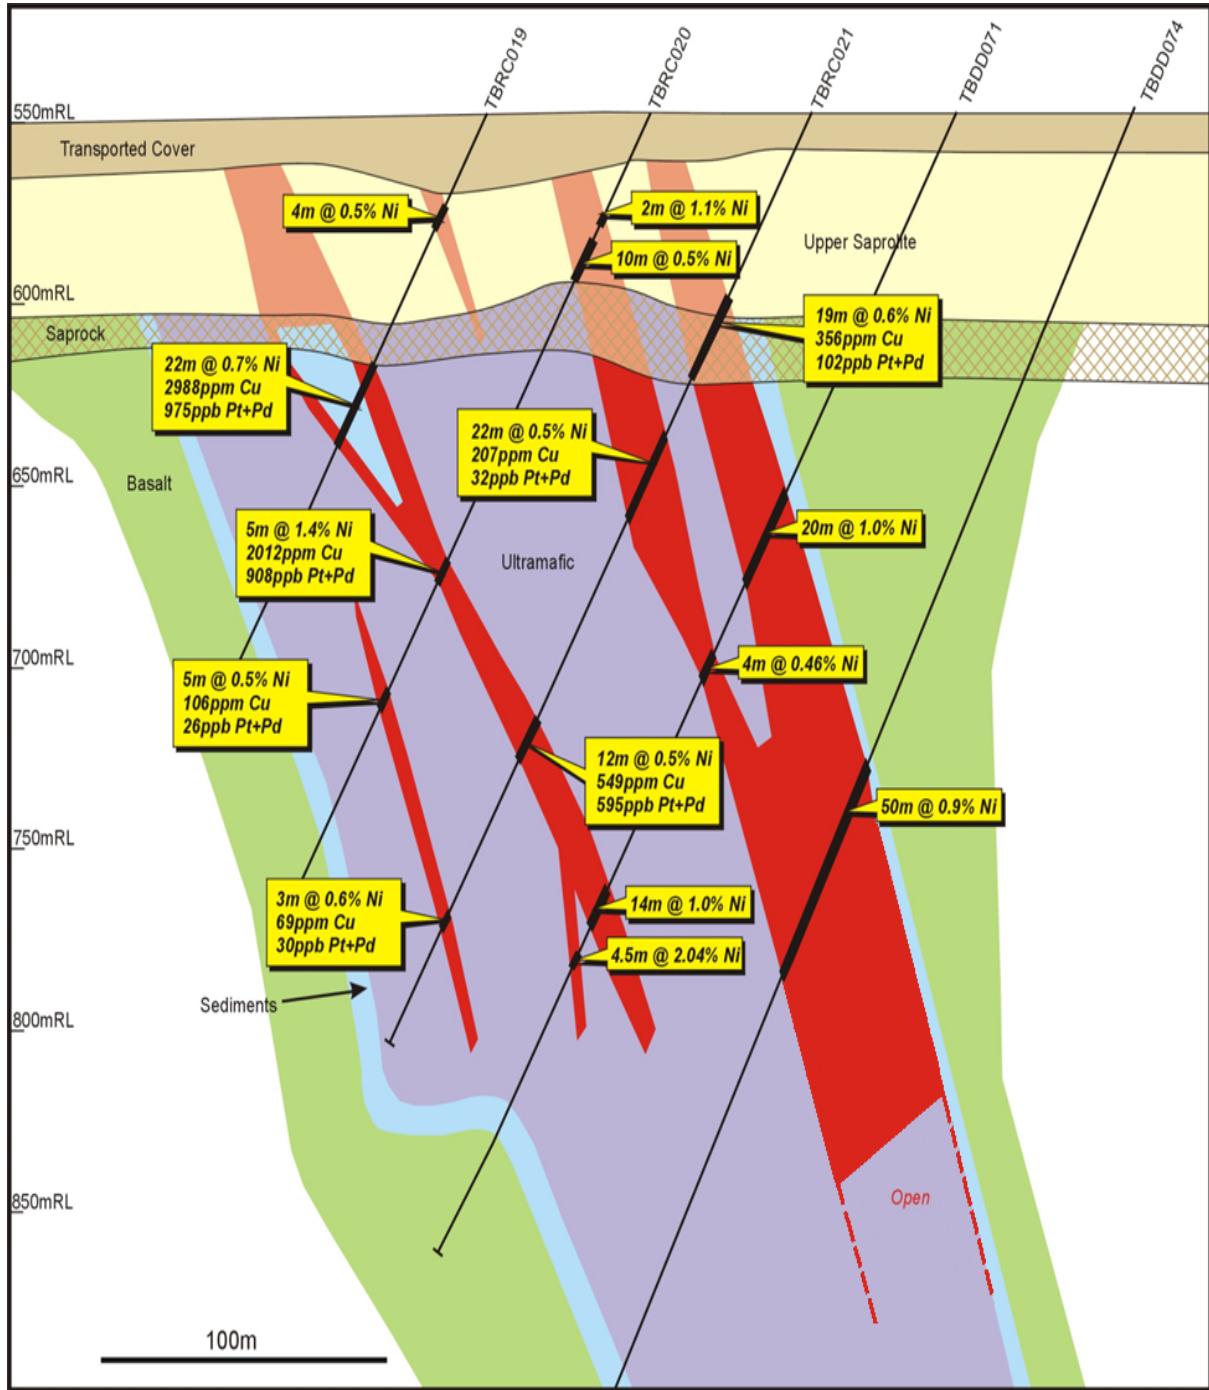 TBRC019
TBRC020
TBRC021
TBDD071
TBDD074
550mRL
Transported Cover
4m @ 0.5% Ni
2m @ 1.1% Ni
10m @ 0.5% Ni
Upper Saprolite
600mRL
Saprock
19m @ 0.6% Ni
356ppm Cu
102ppb Pt+Pd
22m @ 0.7% Ni
2988ppm Cu
975ppb Pt+Pd
22m @ 0.5% Ni
207ppm Cu
32ppb Pt+Pd
650mRL
Basalt
5m @ 1.4% Ni
2012ppm Cu
908ppb Pt+Pd
20m @ 1.0% Ni
Ultramafic
700mRL
4m @ 0.46% Ni
5m @ 0.5% Ni
106ppm Cu
26ppb Pt+Pd
12m @ 0.5% Ni
549ppm Cu
595ppb Pt+Pd
50m @ 0.9% Ni
750mRL
3m @ 0.6% Ni
69ppm Cu
30ppb Pt+Pd
14m @ 1.0% Ni
4.5m @ 2.04% Ni
Sediments
800mRL
850mRL
Open
100m